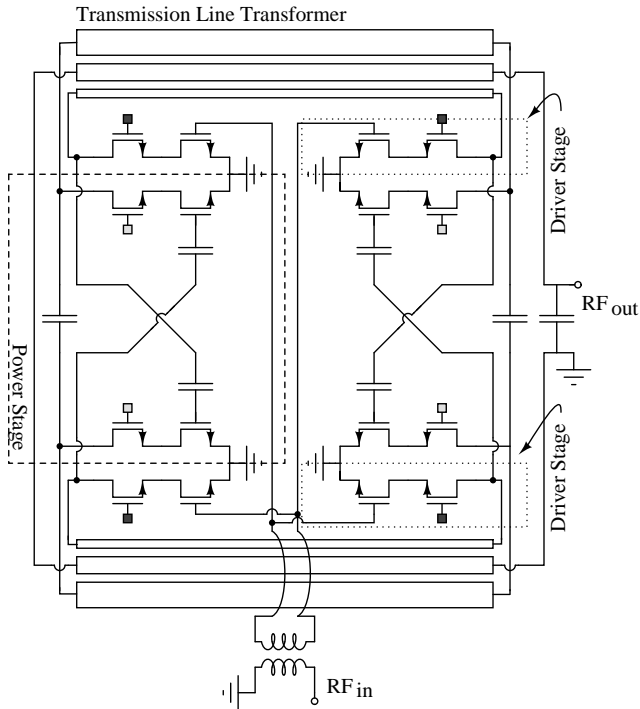 Transmission Line Transformer
Driver Stage
RFout
Power Stage
Driver Stage
RFin